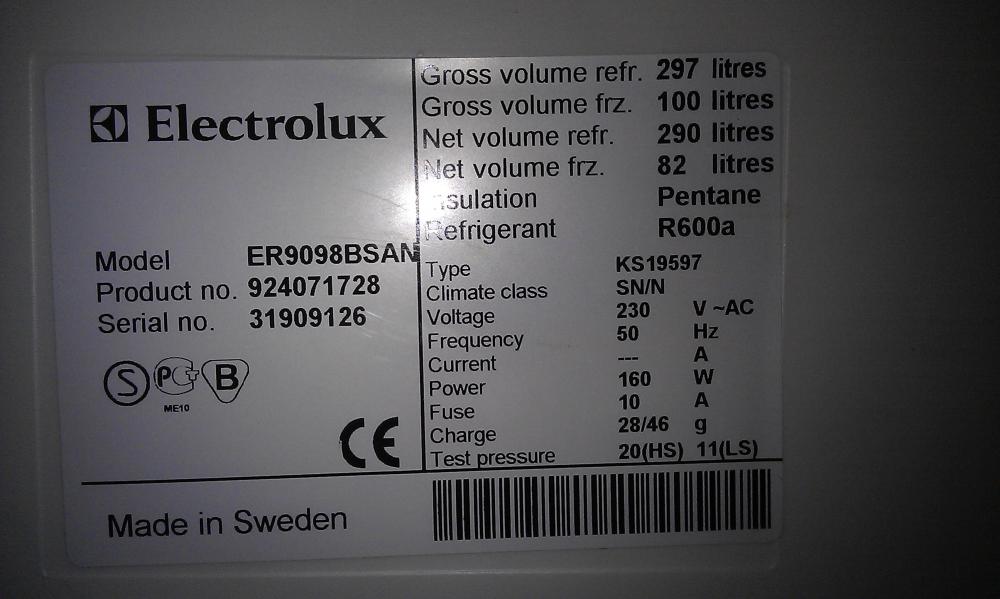 Electrolux
Model ER9098BSAN
Product no. 924071728
Serial no. 31909126
S PCT B
ME10
CE
Gross volume refr. 297 litres
Gross volume frz. 100 litres
Net volume refr. 290 litres
Net volume frz. 82 litres
Insulation Pentane
Refrigerant R600a
Type KS19597
Climate class SN/N
Voltage 230 V ~AC
Frequency 50 Hz
Current --- A
Power 160 W
Fuse 10 A
Charge 28/46 g
Test pressure 20(HS) 11(LS)
Made in Sweden